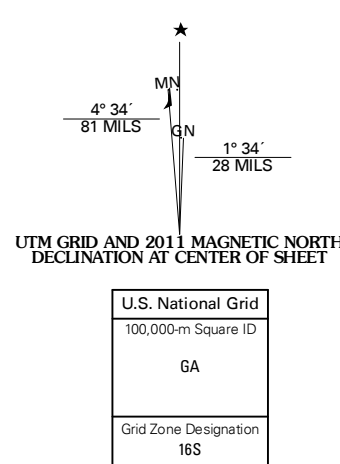 ★
MN
4° 34´
81 MILS
GN
1° 34´
28 MILS
UTM GRID AND 2011 MAGNETIC NORTH
DECLINATION AT CENTER OF SHEET
U.S. National Grid
100,000-m Square ID
GA
Grid Zone Designation
16S